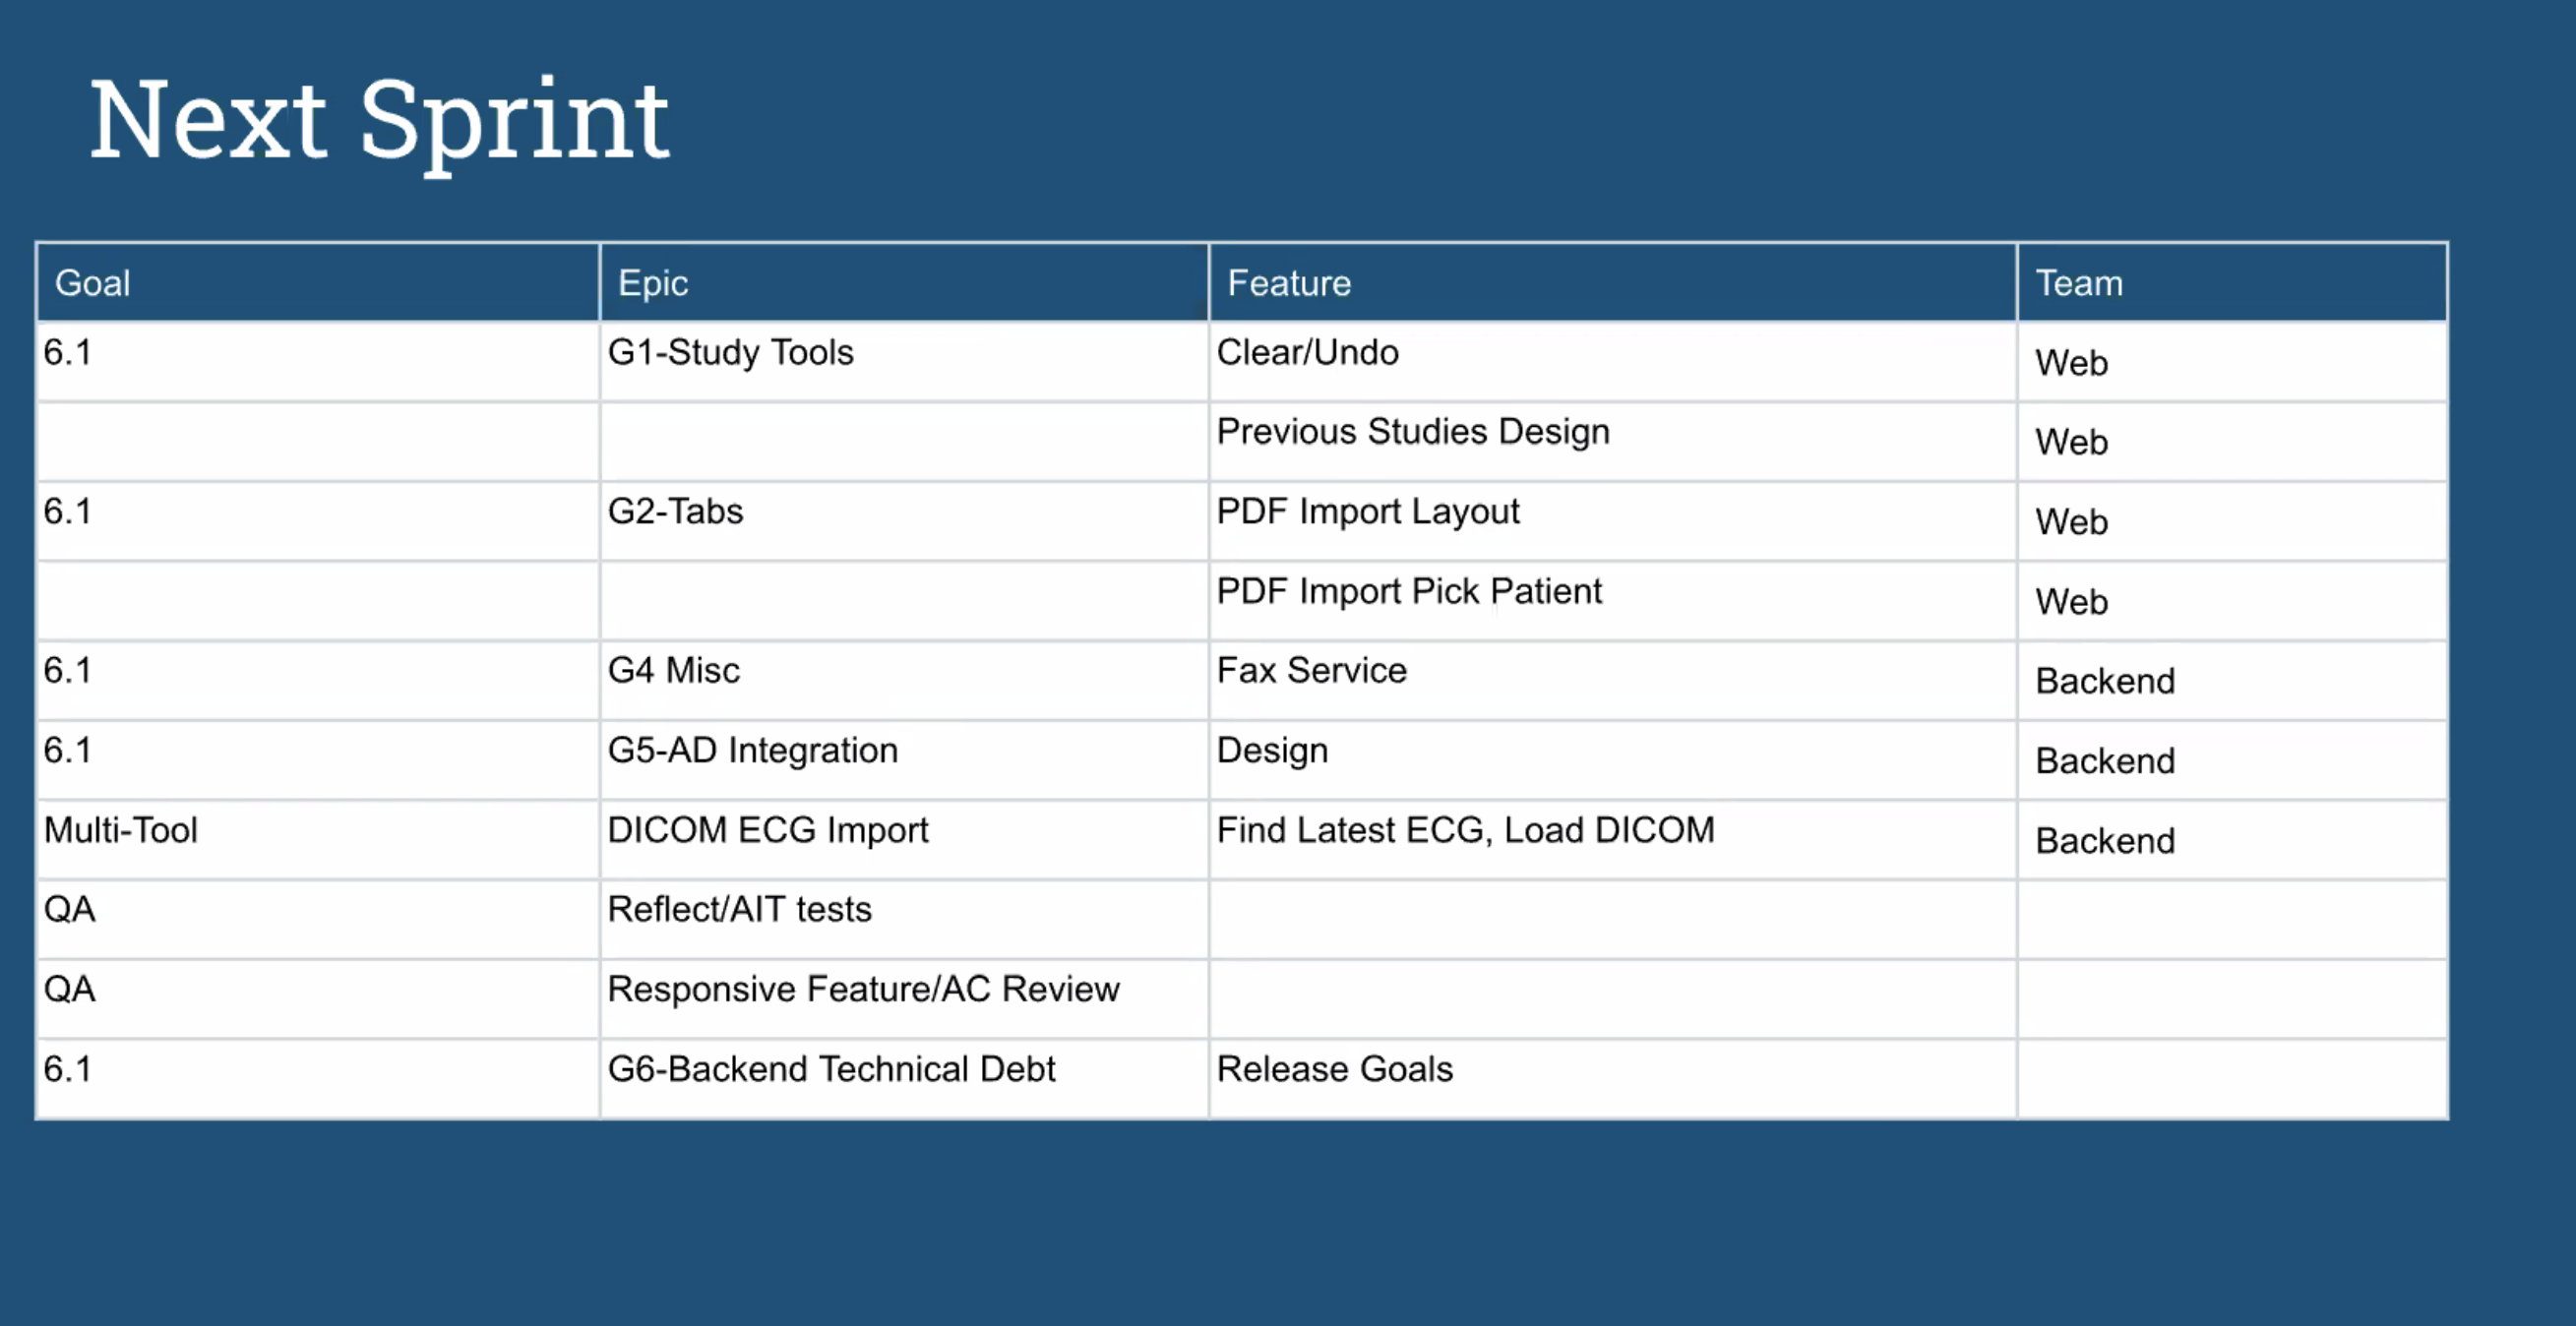 Next Sprint
Goal Epic Feature Team
6.1 G1-Study Tools Clear/Undo Web
Previous Studies Design Web
6.1 G2-Tabs PDF Import Layout Web
PDF Import Pick Patient Web
6.1 G4 Misc Fax Service Backend
6.1 G5-AD Integration Design Backend
Multi-Tool DICOM ECG Import Find Latest ECG, Load DICOM Backend
QA Reflect/AIT tests
QA Responsive Feature/AC Review
6.1 G6-Backend Technical Debt Release Goals